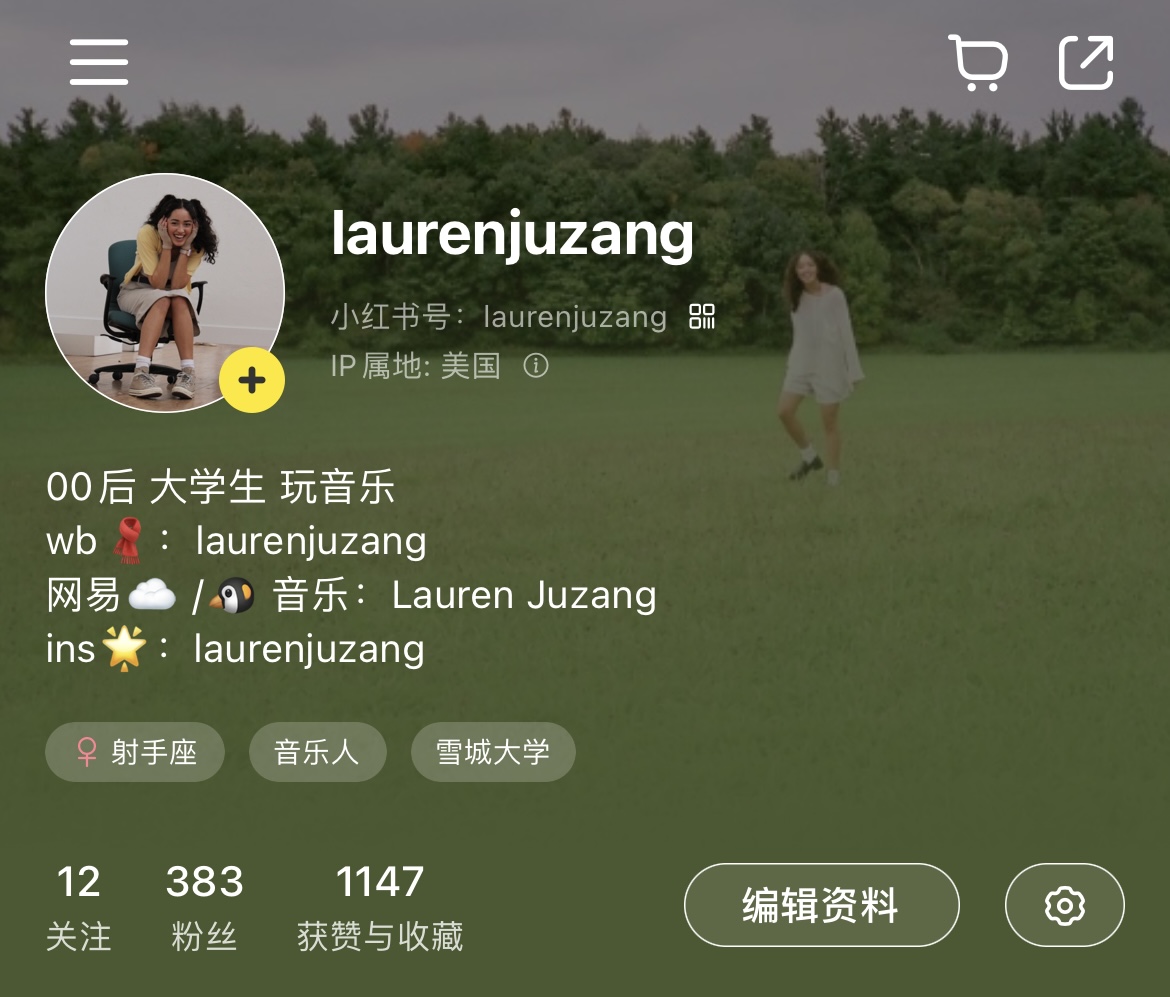 laurenjuzang
小红书号：laurenjuzang
IP属地: 美国
00后 大学生 玩音乐
wb🧣：laurenjuzang
网易☁️/🐧 音乐：Lauren Juzang
ins🌟：laurenjuzang
♀ 射手座 音乐人 雪城大学
12 383 1147
关注 粉丝 获赞与收藏
编辑资料